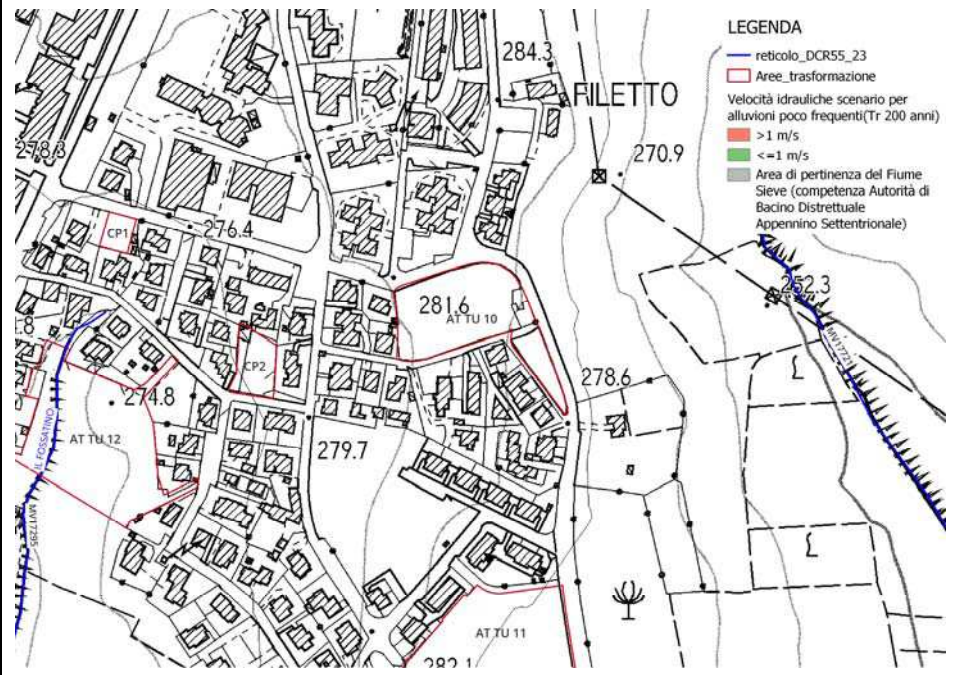 LEGENDA
reticolo_DCR55_23
Aree_trasformazione
Velocità idrauliche scenario per
alluvioni poco frequenti(Tr 200 anni)
>1 m/s
<=1 m/s
Area di pertinenza del Fiume
Sieve (competenza Autorità di
Bacino Distrettuale
Appennino Settentrionale)
284.3
FILETTO
278.3
270.9
CP1
276.4
252.3
281.6
AT TU 10
4.8
MV17721
CP2
278.6
274.8
AT TU 12
IL FOSSATINO
279.7
MV17295
AT TU 11
282.1